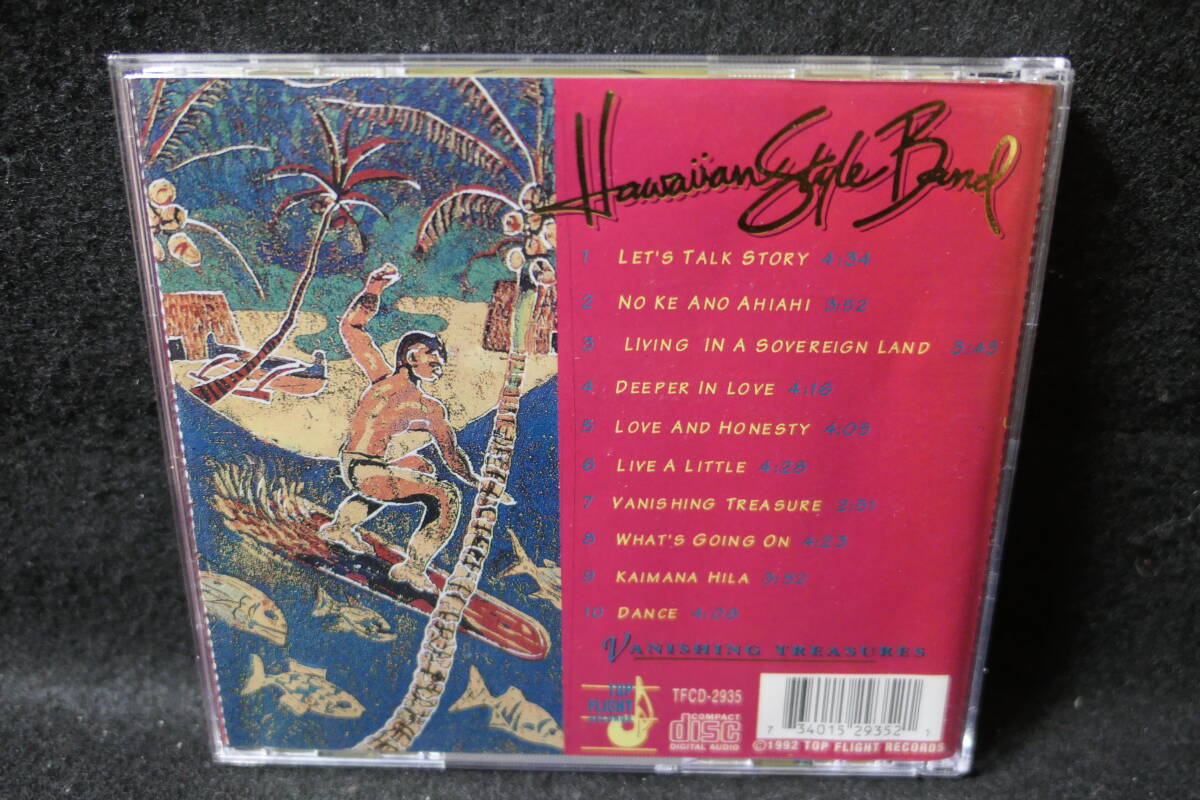 Hawaiian Style Band
1 LET'S TALK STORY 4:34
2 NO KE ANO AHIAHI 3:52
3 LIVING IN A SOVEREIGN LAND 3:43
4 DEEPER IN LOVE 4:16
5 LOVE AND HONESTY 4:05
6 LIVE A LITTLE 4:28
7 VANISHING TREASURE 2:51
8 WHAT'S GOING ON 4:23
9 KAIMANA HILA 3:52
10 DANCE 4:08
VANISHING TREASURES
TOP
FLIGHT
RECORDS
TFCD-2935
COMPACT
disc
DIGITAL AUDIO
7 34015 29352 1
©1992 TOP FLIGHT RECORDS